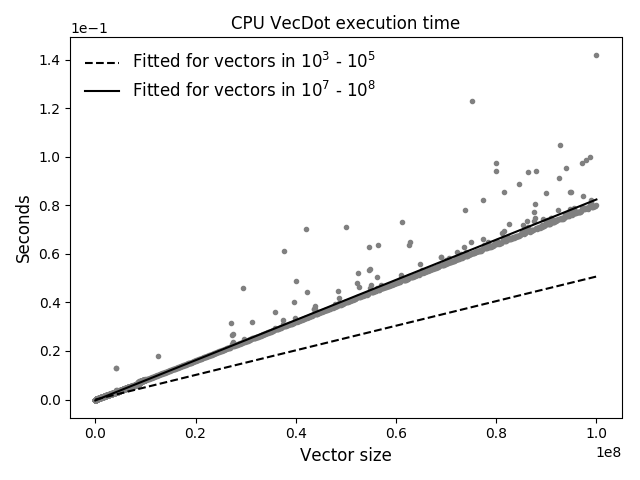 CPU VecDot execution time
1e−1
1.4
1.2
1.0
0.8
0.6
0.4
0.2
0.0
Seconds
Fitted for vectors in 10³ - 10⁵
Fitted for vectors in 10⁷ - 10⁸
0.0 0.2 0.4 0.6 0.8 1.0
1e8
Vector size